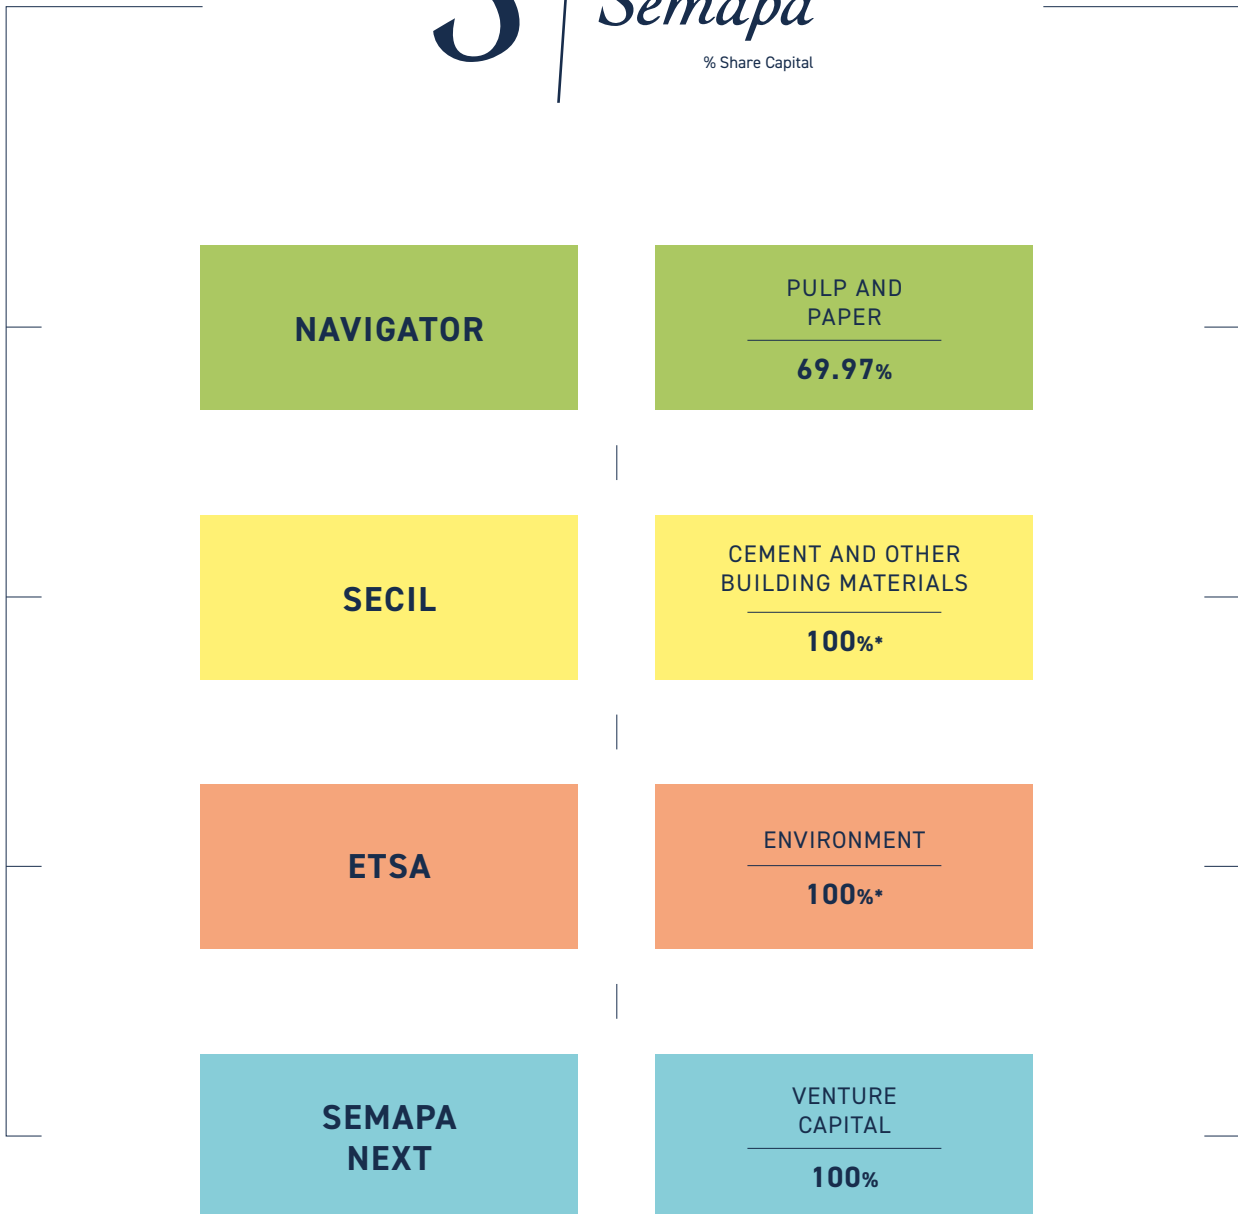 S
Semapa
% Share Capital
NAVIGATOR
PULP AND
PAPER
69.97%
SECIL
CEMENT AND OTHER
BUILDING MATERIALS
100%*
ETSA
ENVIRONMENT
100%*
SEMAPA
NEXT
VENTURE
CAPITAL
100%